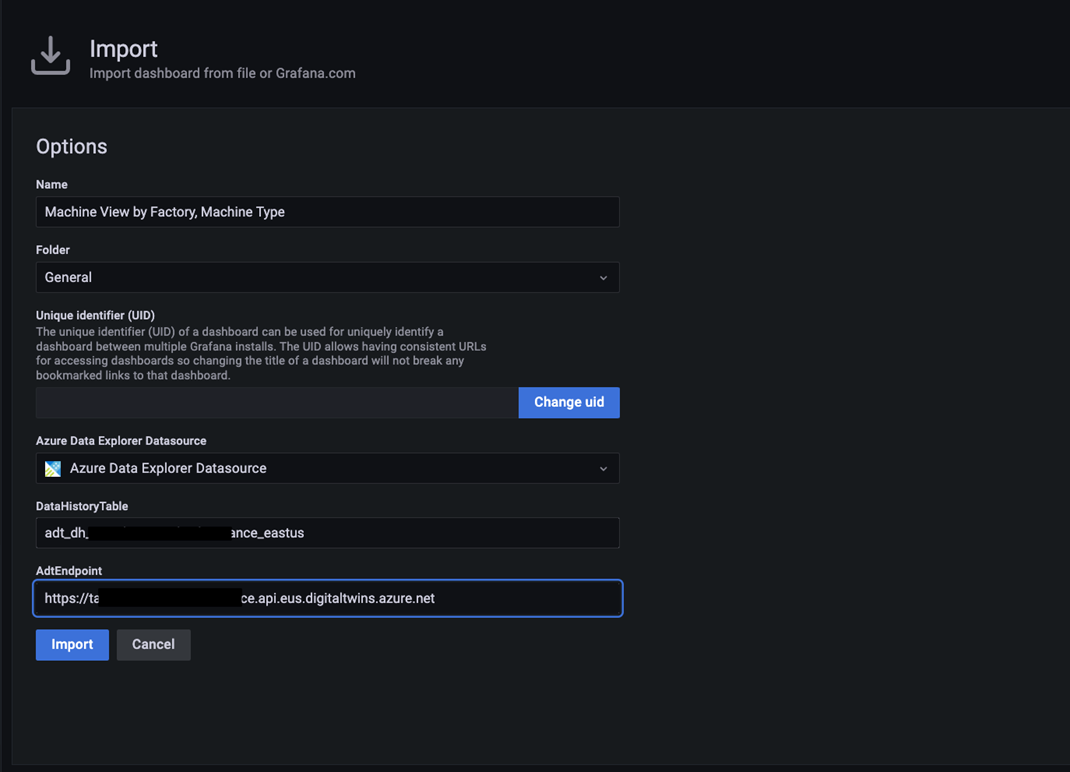 Import
Import dashboard from file or Grafana.com
Options
Name
Machine View by Factory, Machine Type
Folder
General
Unique identifier (UID)
The unique identifier (UID) of a dashboard can be used for uniquely identify a
dashboard between multiple Grafana installs. The UID allows having consistent URLs
for accessing dashboards so changing the title of a dashboard will not break any
bookmarked links to that dashboard.
Change uid
Azure Data Explorer Datasource
Azure Data Explorer Datasource
DataHistoryTable
adt_dh_ ance_eastus
AdtEndpoint
https://ta ce.api.eus.digitaltwins.azure.net
Import Cancel